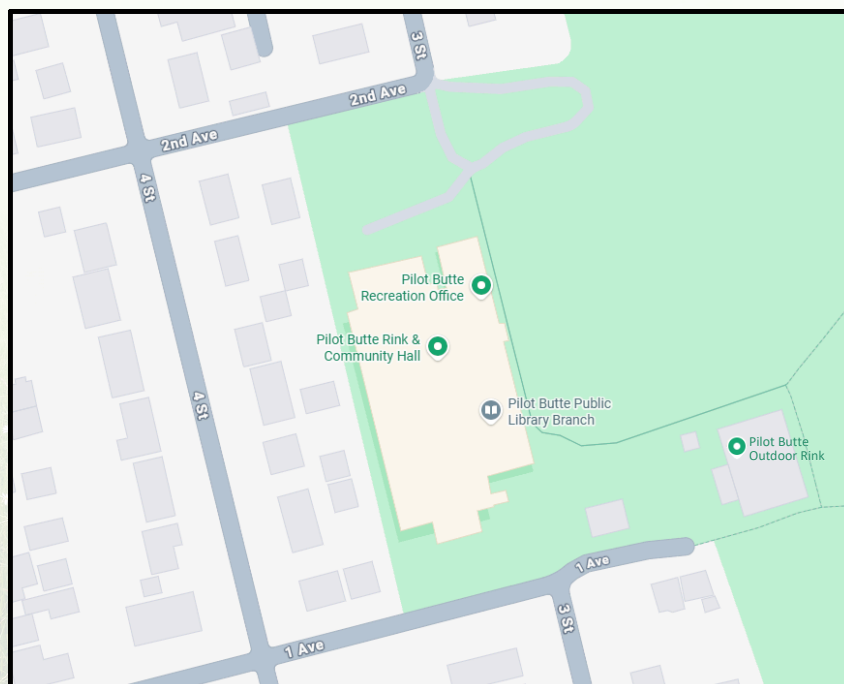 3 St
2nd Ave
2nd Ave
4 St
Pilot Butte
Recreation Office
Pilot Butte Rink &
Community Hall
4 St
Pilot Butte Public
Library Branch
Pilot Butte
Outdoor Rink
1 Ave
3 St
1 Ave